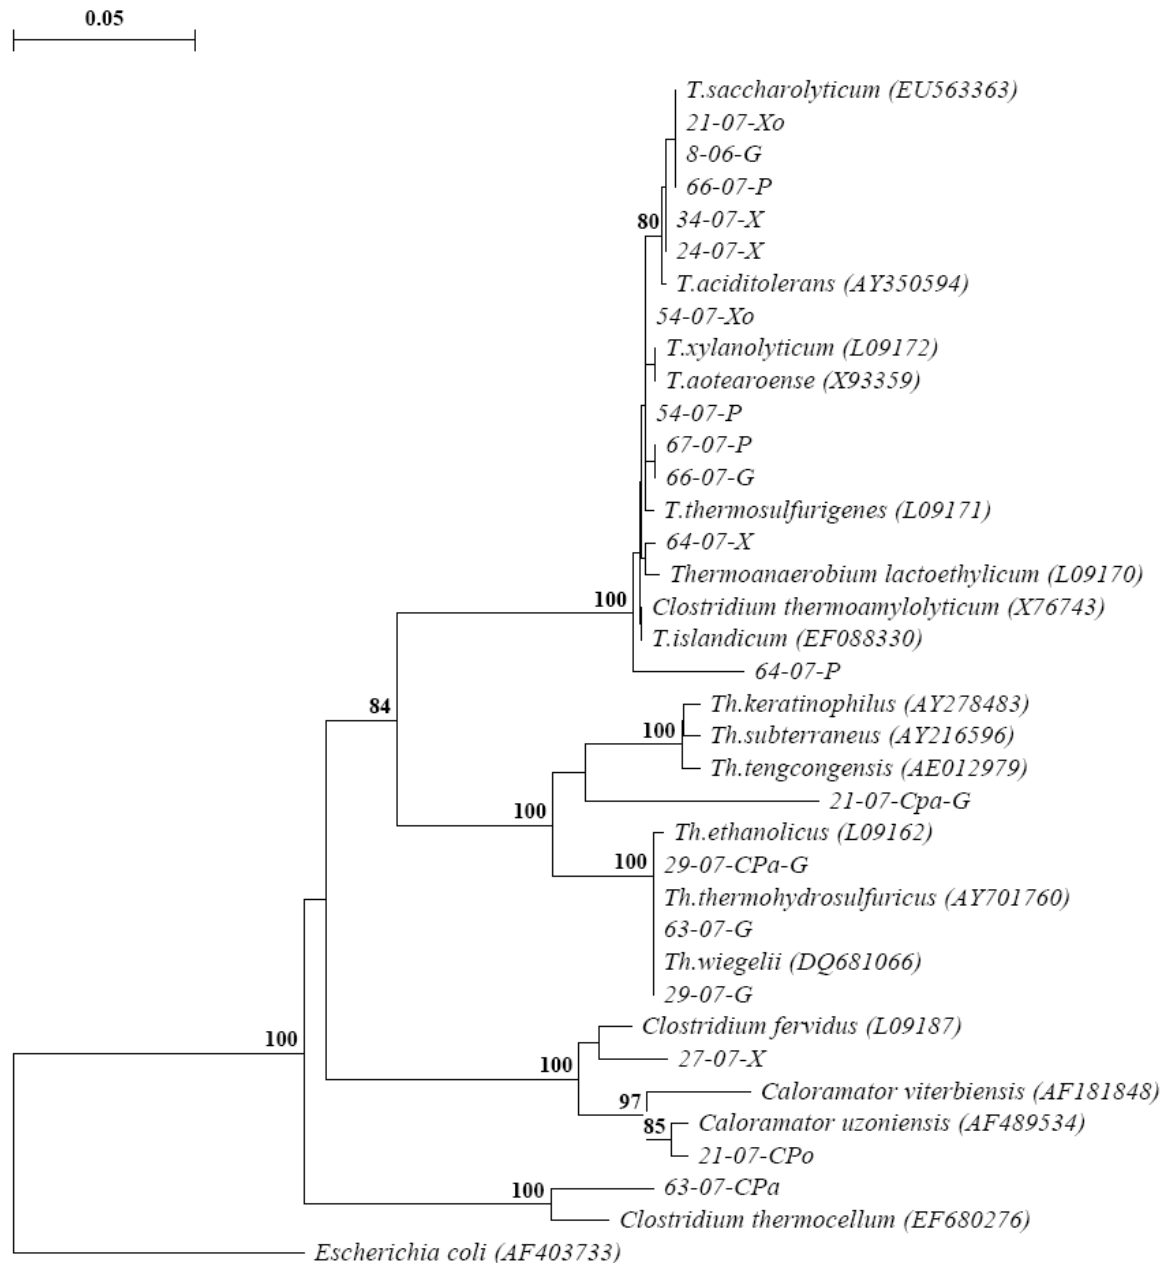 0.05
T.saccharolyticum (EU563363)
21-07-Xo
8-06-G
66-07-P
80
34-07-X
24-07-X
T.aciditolerans (AY350594)
54-07-Xo
T.xylanolyticum (L09172)
T.aotearoense (X93359)
54-07-P
67-07-P
66-07-G
T.thermosulfurigenes (L09171)
64-07-X
Thermoanaerobium lactoethylicum (L09170)
100
Clostridium thermoamylolyticum (X76743)
T.islandicum (EF088330)
64-07-P
84
Th.keratinophilus (AY278483)
100
Th.subterraneus (AY216596)
Th.tengcongensis (AE012979)
21-07-Cpa-G
100
Th.ethanolicus (L09162)
100
29-07-CPa-G
Th.thermohydrosulfuricus (AY701760)
63-07-G
Th.wiegelii (DQ681066)
29-07-G
Clostridium fervidus (L09187)
100
27-07-X
100
Caloramator viterbiensis (AF181848)
97
Caloramator uzoniensis (AF489534)
85
21-07-CPo
63-07-CPa
100
Clostridium thermocellum (EF680276)
Escherichia coli (AF403733)